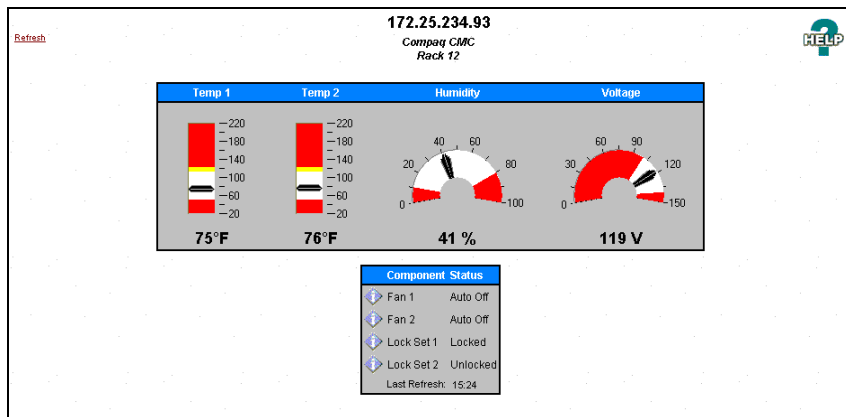 172.25.234.93
Refresh
Compaq CMC
Rack 12
HELP
Temp 1 Temp 2 Humidity Voltage
220
180
140
100
60
20
220
180
140
100
60
20
0 20 40 60 80 100
0 30 60 90 120 150
75°F 76°F 41 % 119 V
Component Status
Fan 1 Auto Off
Fan 2 Auto Off
Lock Set 1 Locked
Lock Set 2 Unlocked
Last Refresh: 15:24